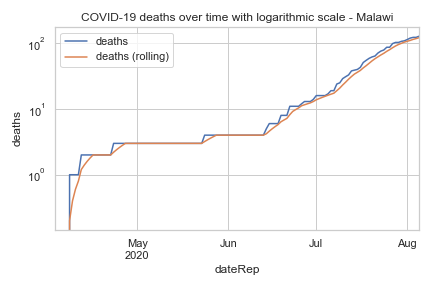 COVID-19 deaths over time with logarithmic scale - Malawi
deaths
deaths (rolling)
10²
10¹
10⁰
deaths
May
2020
Jun
Jul
Aug
dateRep